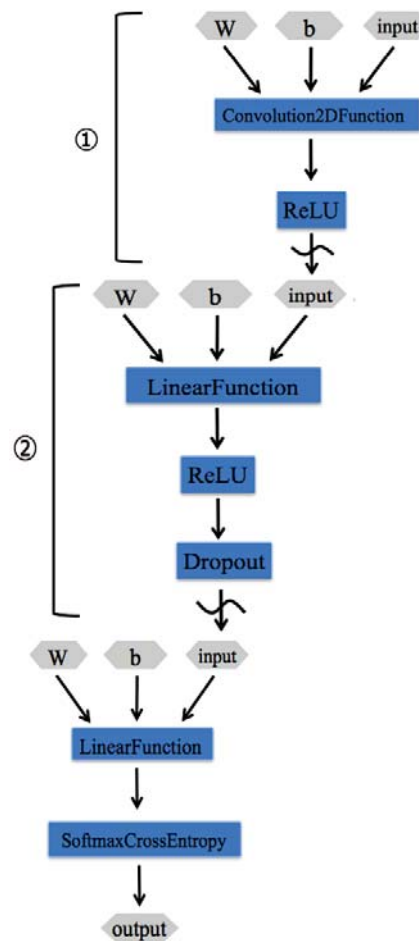 W b input
Convolution2DFunction
①
ReLU
W b input
LinearFunction
②
ReLU
Dropout
W b input
LinearFunction
SoftmaxCrossEntropy
output